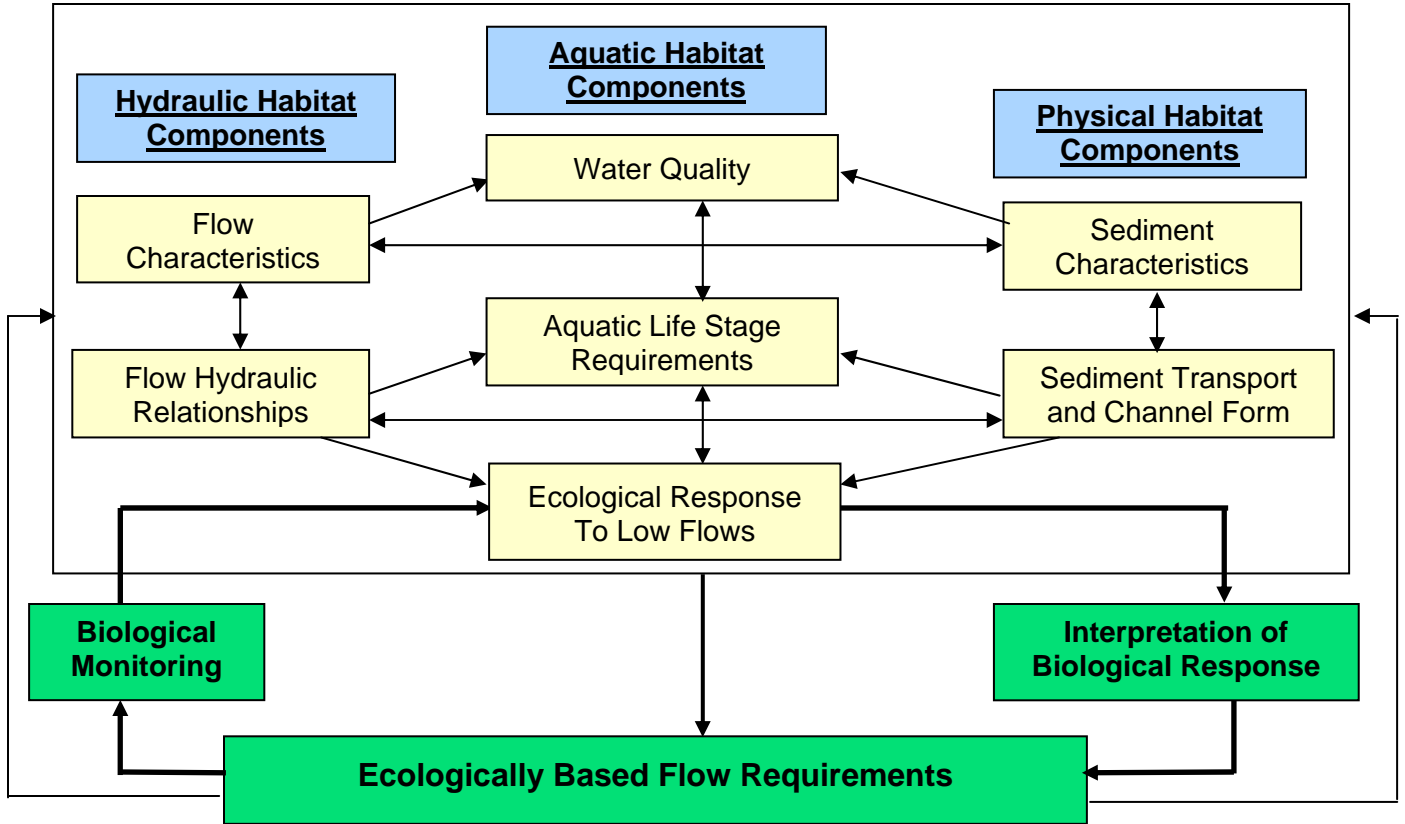 Aquatic Habitat
Components
Hydraulic Habitat
Components
Physical Habitat
Components
Water Quality
Flow
Characteristics
Sediment
Characteristics
Aquatic Life Stage
Requirements
Flow Hydraulic
Relationships
Sediment Transport
and Channel Form
Ecological Response
To Low Flows
Biological
Monitoring
Interpretation of
Biological Response
Ecologically Based Flow Requirements